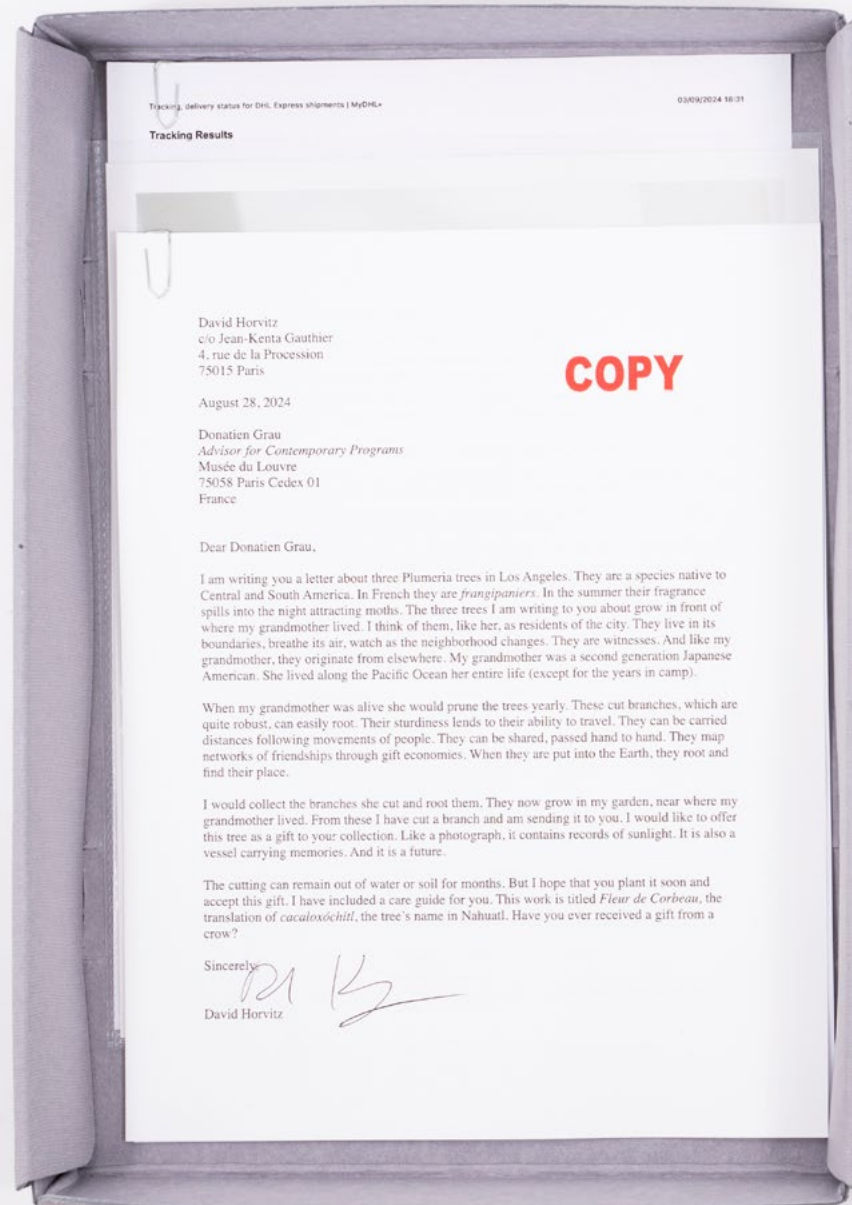 Tracking, delivery status for DHL Express shipments | MyDHL+
03/09/2024 16:31
Tracking Results
David Horvitz
c/o Jean-Kenta Gauthier
4, rue de la Procession
75015 Paris
COPY
August 28, 2024
Donatien Grau
Advisor for Contemporary Programs
Musée du Louvre
75058 Paris Cedex 01
France
Dear Donatien Grau,
I am writing you a letter about three Plumeria trees in Los Angeles. They are a species native to
Central and South America. In French they are frangipaniers. In the summer their fragrance
spills into the night attracting moths. The three trees I am writing to you about grow in front of
where my grandmother lived. I think of them, like her, as residents of the city. They live in its
boundaries, breathe its air, watch as the neighborhood changes. They are witnesses. And like my
grandmother, they originate from elsewhere. My grandmother was a second generation Japanese
American. She lived along the Pacific Ocean her entire life (except for the years in camp).
When my grandmother was alive she would prune the trees yearly. These cut branches, which are
quite robust, can easily root. Their sturdiness lends to their ability to travel. They can be carried
distances following movements of people. They can be shared, passed hand to hand. They map
networks of friendships through gift economies. When they are put into the Earth, they root and
find their place.
I would collect the branches she cut and root them. They now grow in my garden, near where my
grandmother lived. From these I have cut a branch and am sending it to you. I would like to offer
this tree as a gift to your collection. Like a photograph, it contains records of sunlight. It is also a
vessel carrying memories. And it is a future.
The cutting can remain out of water or soil for months. But I hope that you plant it soon and
accept this gift. I have included a care guide for you. This work is titled Fleur de Corbeau, the
translation of cacaloxóchitl, the tree's name in Nahuatl. Have you ever received a gift from a
crow?
Sincerely,
David Horvitz